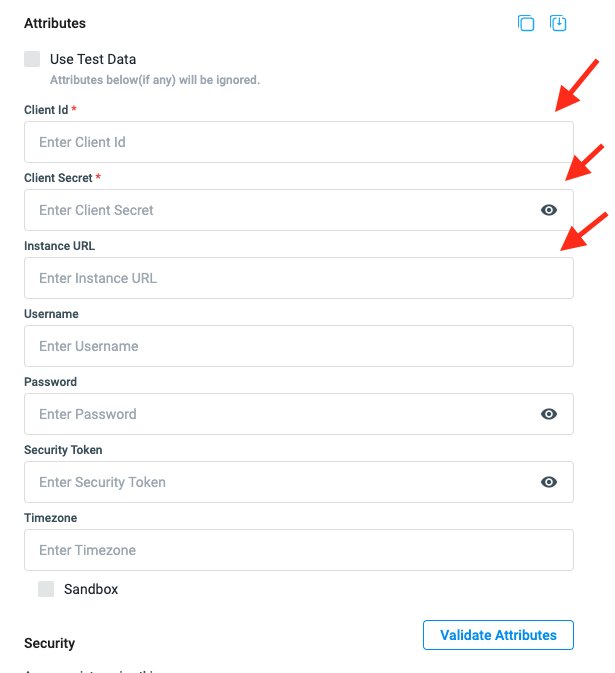 Attributes
Use Test Data
Attributes below(if any) will be ignored.
Client Id *
Enter Client Id
Client Secret *
Enter Client Secret
Instance URL
Enter Instance URL
Username
Enter Username
Password
Enter Password
Security Token
Enter Security Token
Timezone
Enter Timezone
Sandbox
Validate Attributes
Security